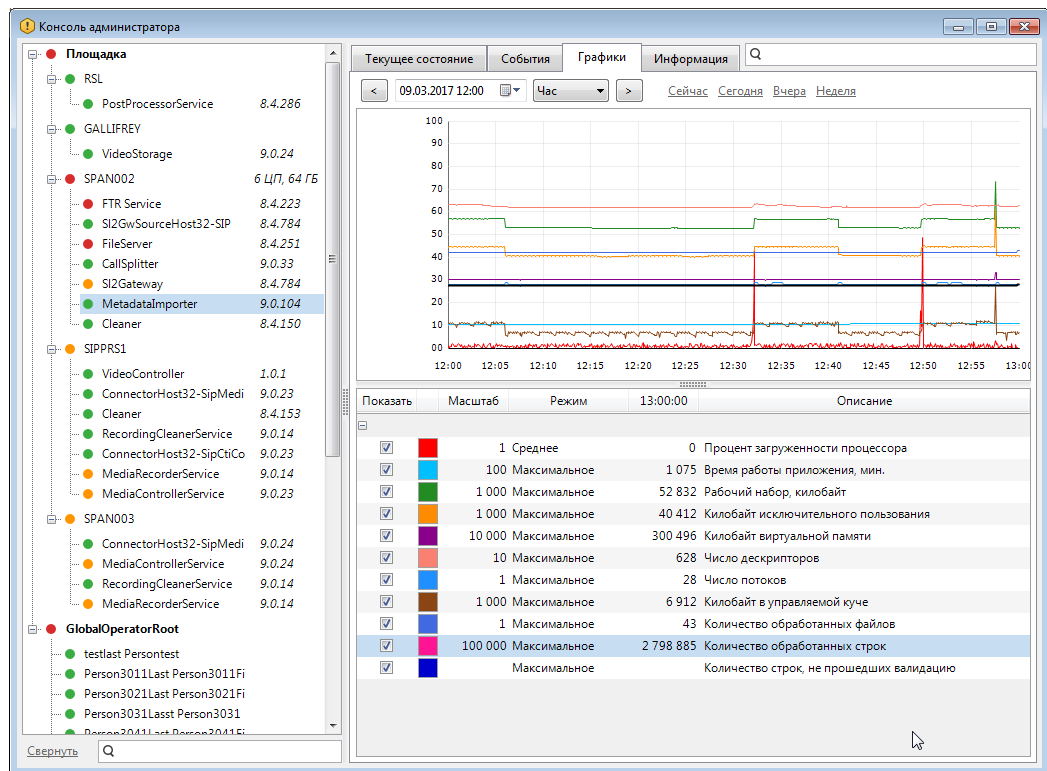 Консоль администратора
Площадка
RSL
PostProcessorService 8.4.286
GALLIFREY
VideoStorage 9.0.24
SPAN002 6 ЦП, 64 ГБ
FTR Service 8.4.223
SI2GwSourceHost32-SIP 8.4.784
FileServer 8.4.251
CallSplitter 9.0.33
SI2Gateway 8.4.784
MetadataImporter 9.0.104
Cleaner 8.4.150
SIPPRS1
VideoController 1.0.1
ConnectorHost32-SipMedi 9.0.23
Cleaner 8.4.153
RecordingCleanerService 9.0.14
ConnectorHost32-SipCtiCo 9.0.23
MediaRecorderService 9.0.14
MediaControllerService 9.0.23
SPAN003
ConnectorHost32-SipMedi 9.0.24
MediaControllerService 9.0.24
RecordingCleanerService 9.0.14
MediaRecorderService 9.0.14
GlobalOperatorRoot
testlast Persontest
Person3011Last Person3011Fi
Person3021Last Person3021Fi
Person3031Lasst Person3031
Person3041Last Person3041Fi
Свернуть
Текущее состояние События Графики Информация
< 09.03.2017 12:00 Час > Сейчас Сегодня Вчера Неделя
100
90
80
70
60
50
40
30
20
10
00
12:00 12:05 12:10 12:15 12:20 12:25 12:30 12:35 12:40 12:45 12:50 12:55 13:00
Показать Масштаб Режим 13:00:00 Описание
1 Среднее 0 Процент загруженности процессора
100 Максимальное 1 075 Время работы приложения, мин.
1 000 Максимальное 52 832 Рабочий набор, килобайт
1 000 Максимальное 40 412 Килобайт исключительного пользования
10 000 Максимальное 300 496 Килобайт виртуальной памяти
10 Максимальное 628 Число дескрипторов
1 Максимальное 28 Число потоков
1 000 Максимальное 6 912 Килобайт в управляемой куче
1 Максимальное 43 Количество обработанных файлов
100 000 Максимальное 2 798 885 Количество обработанных строк
Максимальное Количество строк, не прошедших валидацию